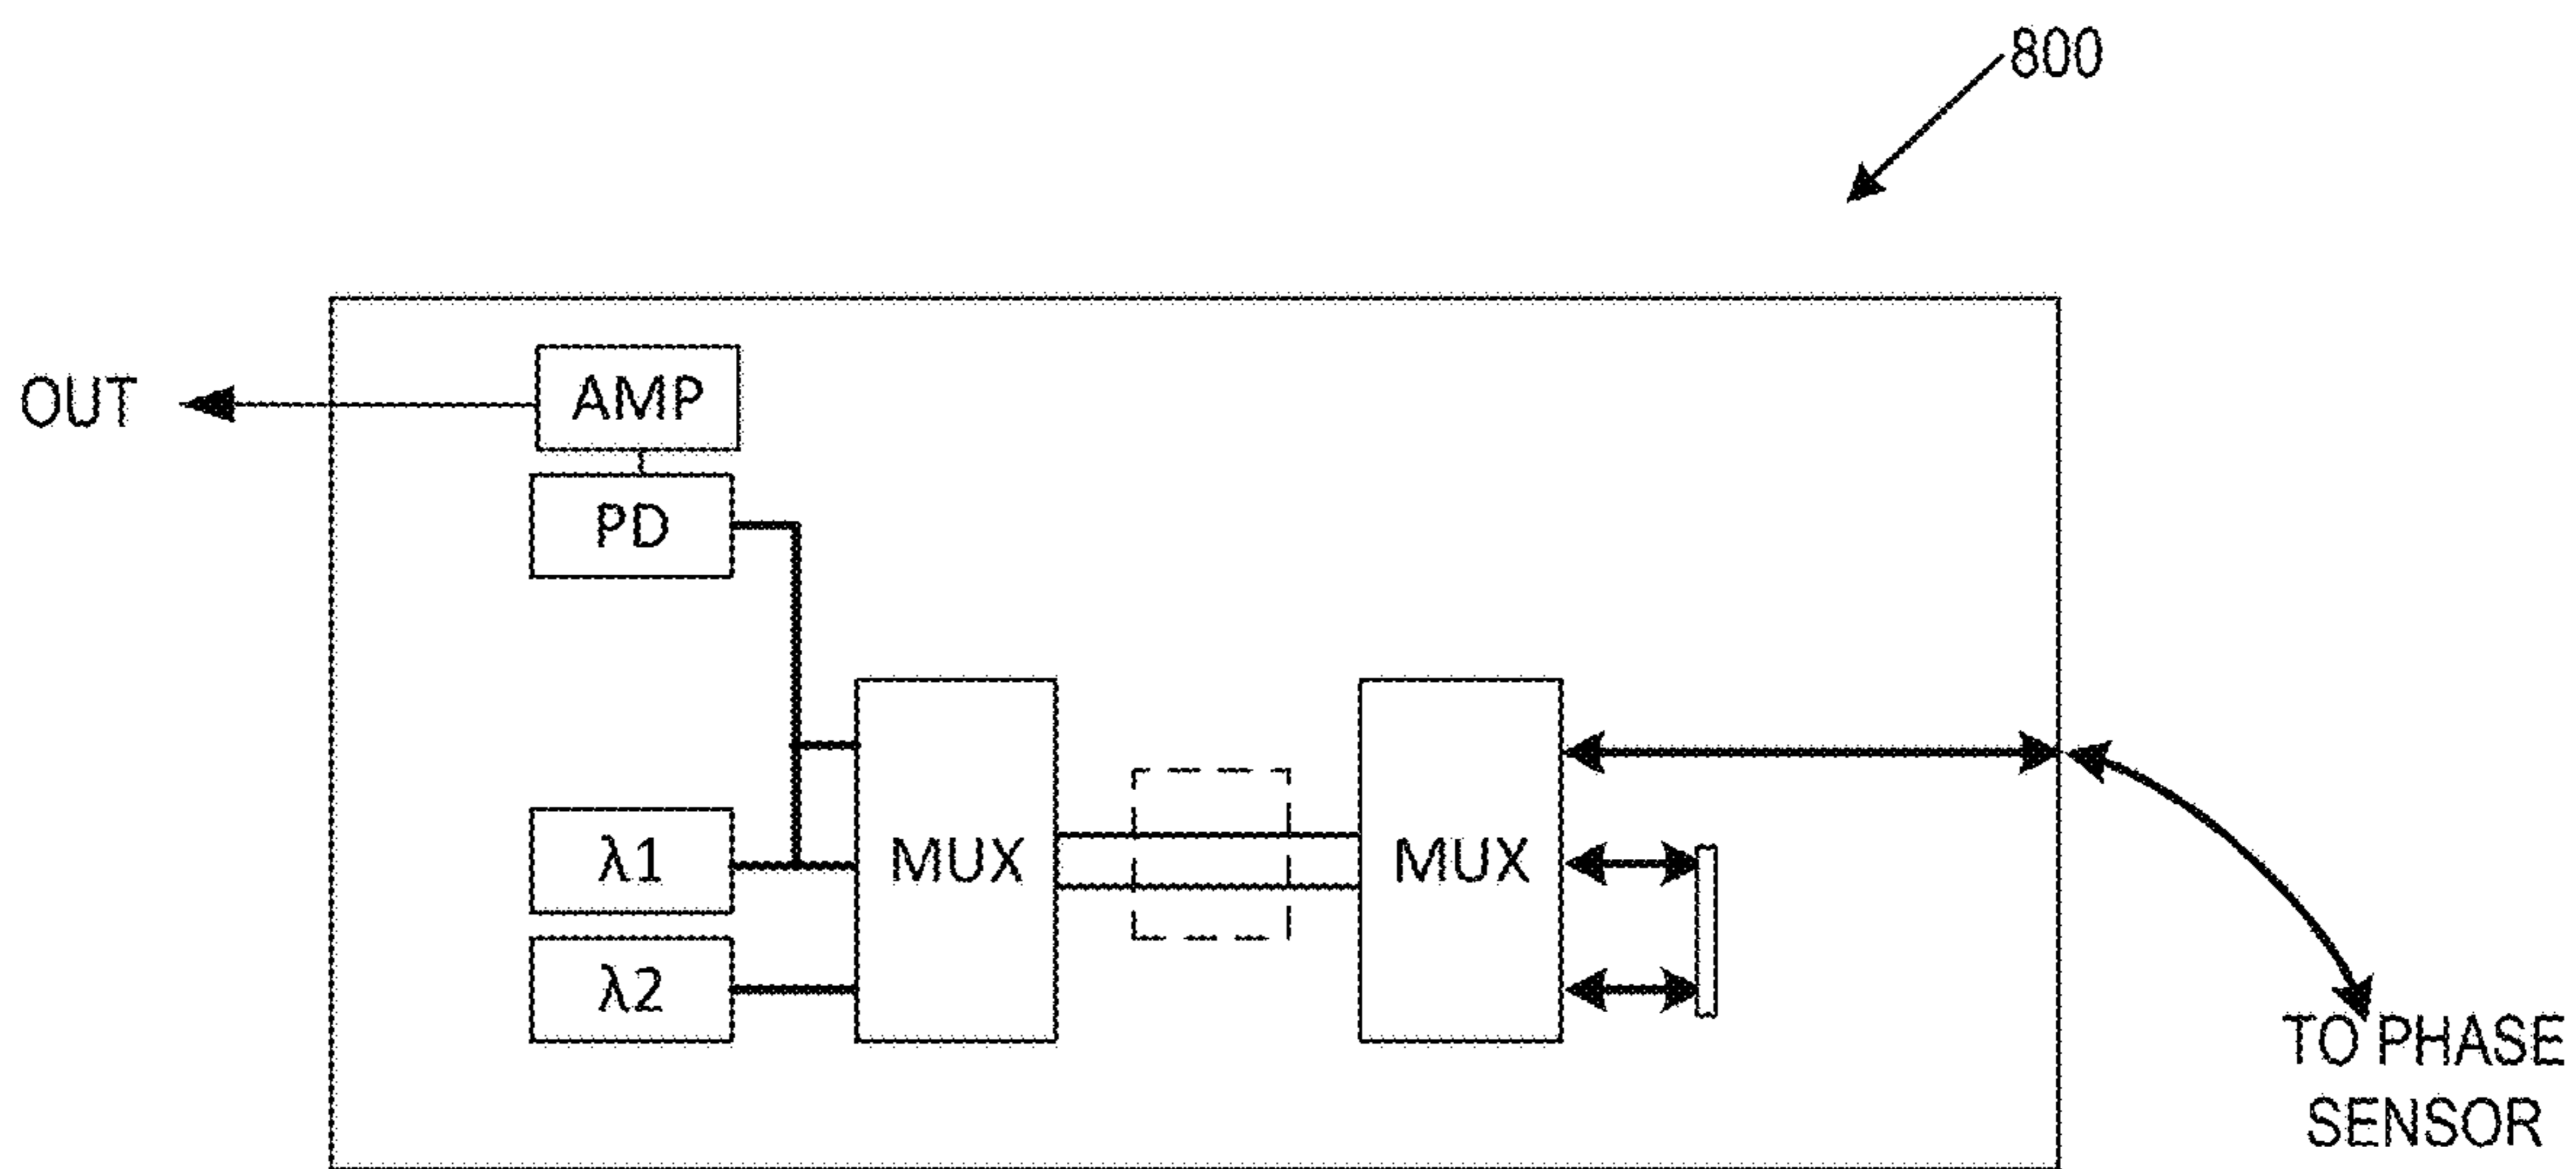 800
OUT
AMP
PD
MUX
MUX
λ1
λ2
TO PHASE
SENSOR